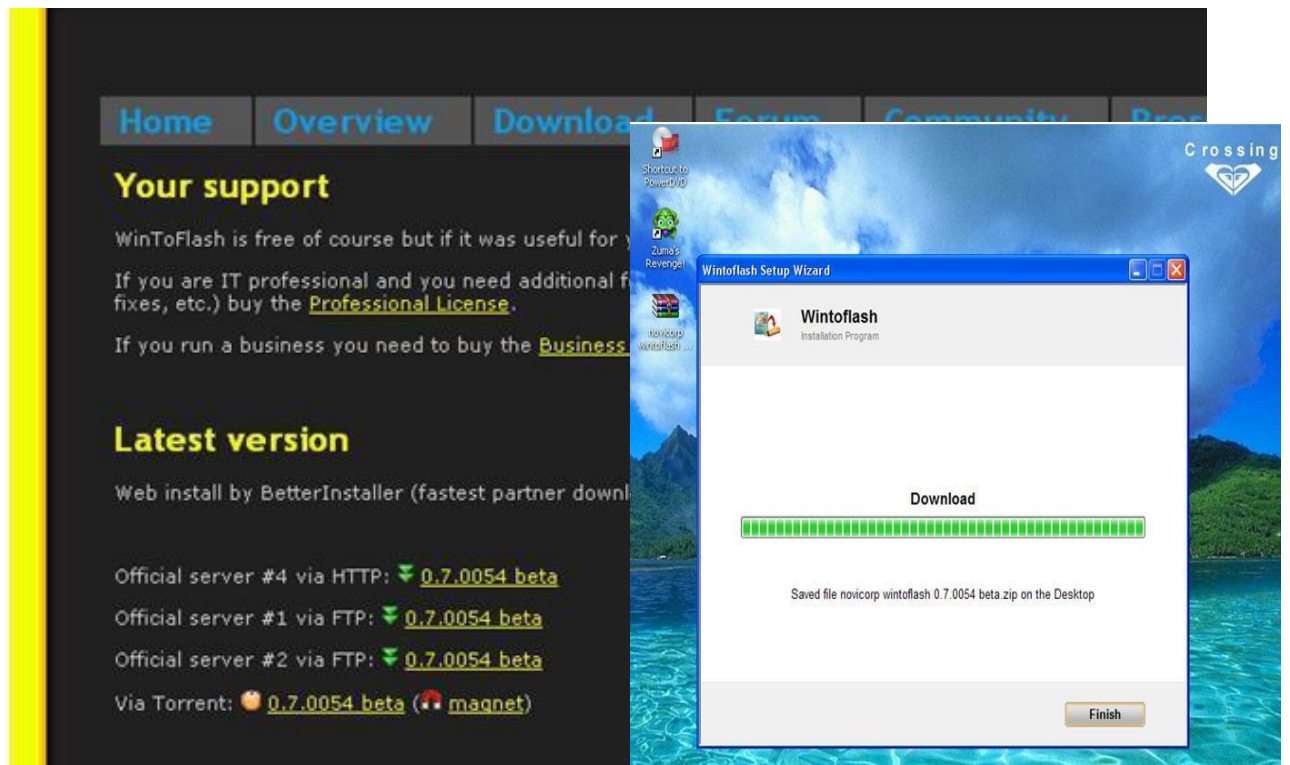 Home Overview Download Forum Community
Your support
WinToFlash is free of course but if it was useful for
If you are IT professional and you need additional
fixes, etc.) buy the Professional License.
If you run a business you need to buy the Business
Latest version
Web install by BetterInstaller (fastest partner
Official server #4 via HTTP: 0.7.0054 beta
Official server #1 via FTP: 0.7.0054 beta
Official server #2 via FTP: 0.7.0054 beta
Via Torrent: 0.7.0054 beta (magnet)
Crossing
Shortcut to
PowerDVD
Zuma's
Revenge!
novicorp
wintoflash ...
Wintoflash Setup Wizard
Wintoflash
Installation Program
Download
Saved file novicorp wintoflash 0.7.0054 beta.zip on the Desktop
Finish